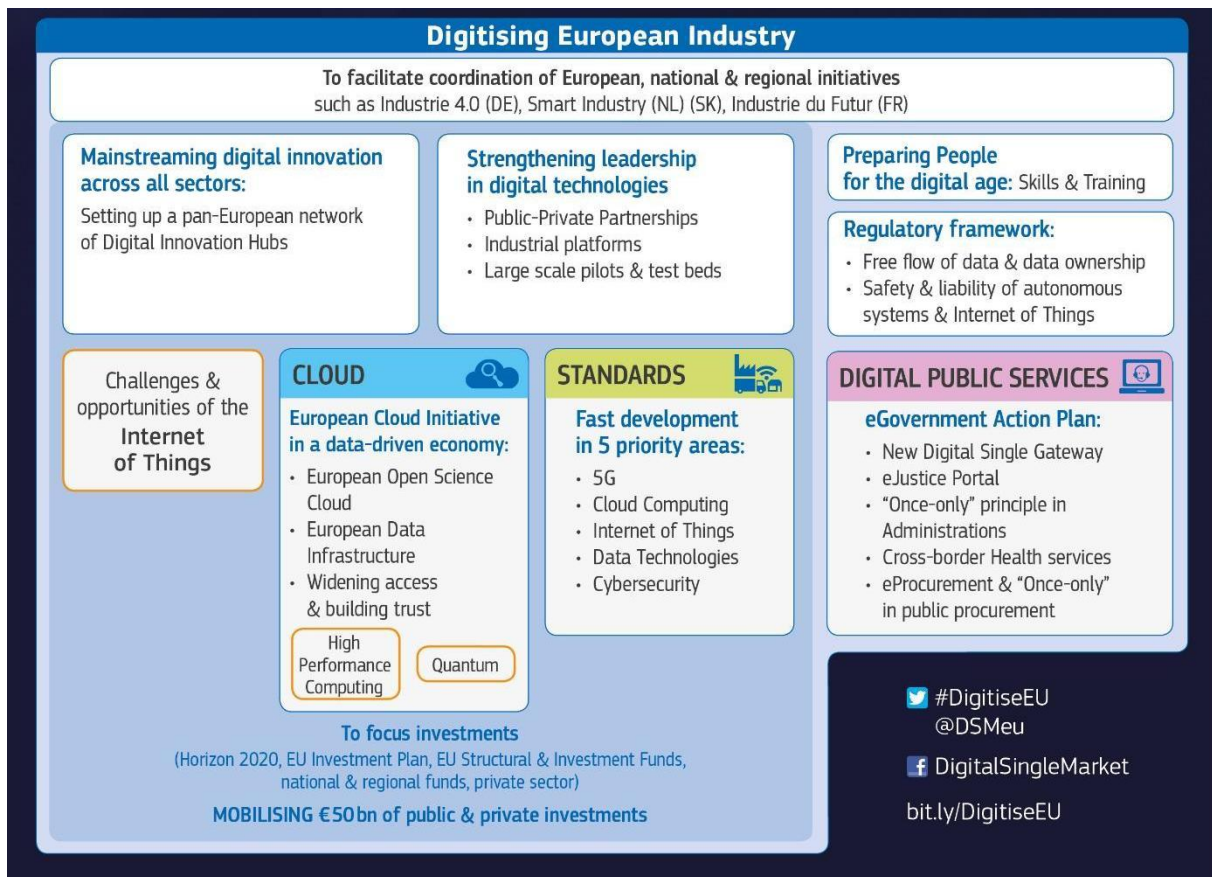 Digitising European Industry
To facilitate coordination of European, national & regional initiatives
such as Industrie 4.0 (DE), Smart Industry (NL) (SK), Industrie du Futur (FR)
Mainstreaming digital innovation
across all sectors:
Setting up a pan-European network
of Digital Innovation Hubs
Strengthening leadership
in digital technologies
• Public-Private Partnerships
• Industrial platforms
• Large scale pilots & test beds
Preparing People
for the digital age: Skills & Training
Regulatory framework:
• Free flow of data & data ownership
• Safety & liability of autonomous
systems & Internet of Things
Challenges &
opportunities of the
Internet
of Things
CLOUD
European Cloud Initiative
in a data-driven economy:
• European Open Science
Cloud
• European Data
Infrastructure
• Widening access
& building trust
High
Performance
Computing
Quantum
STANDARDS
Fast development
in 5 priority areas:
• 5G
• Cloud Computing
• Internet of Things
• Data Technologies
• Cybersecurity
DIGITAL PUBLIC SERVICES
eGovernment Action Plan:
• New Digital Single Gateway
• eJustice Portal
• “Once-only” principle in
Administrations
• Cross-border Health services
• eProcurement & “Once-only”
in public procurement
To focus investments
(Horizon 2020, EU Investment Plan, EU Structural & Investment Funds,
national & regional funds, private sector)
MOBILISING €50bn of public & private investments
#DigitiseEU
@DSMeu
DigitalSingleMarket
bit.ly/DigitiseEU